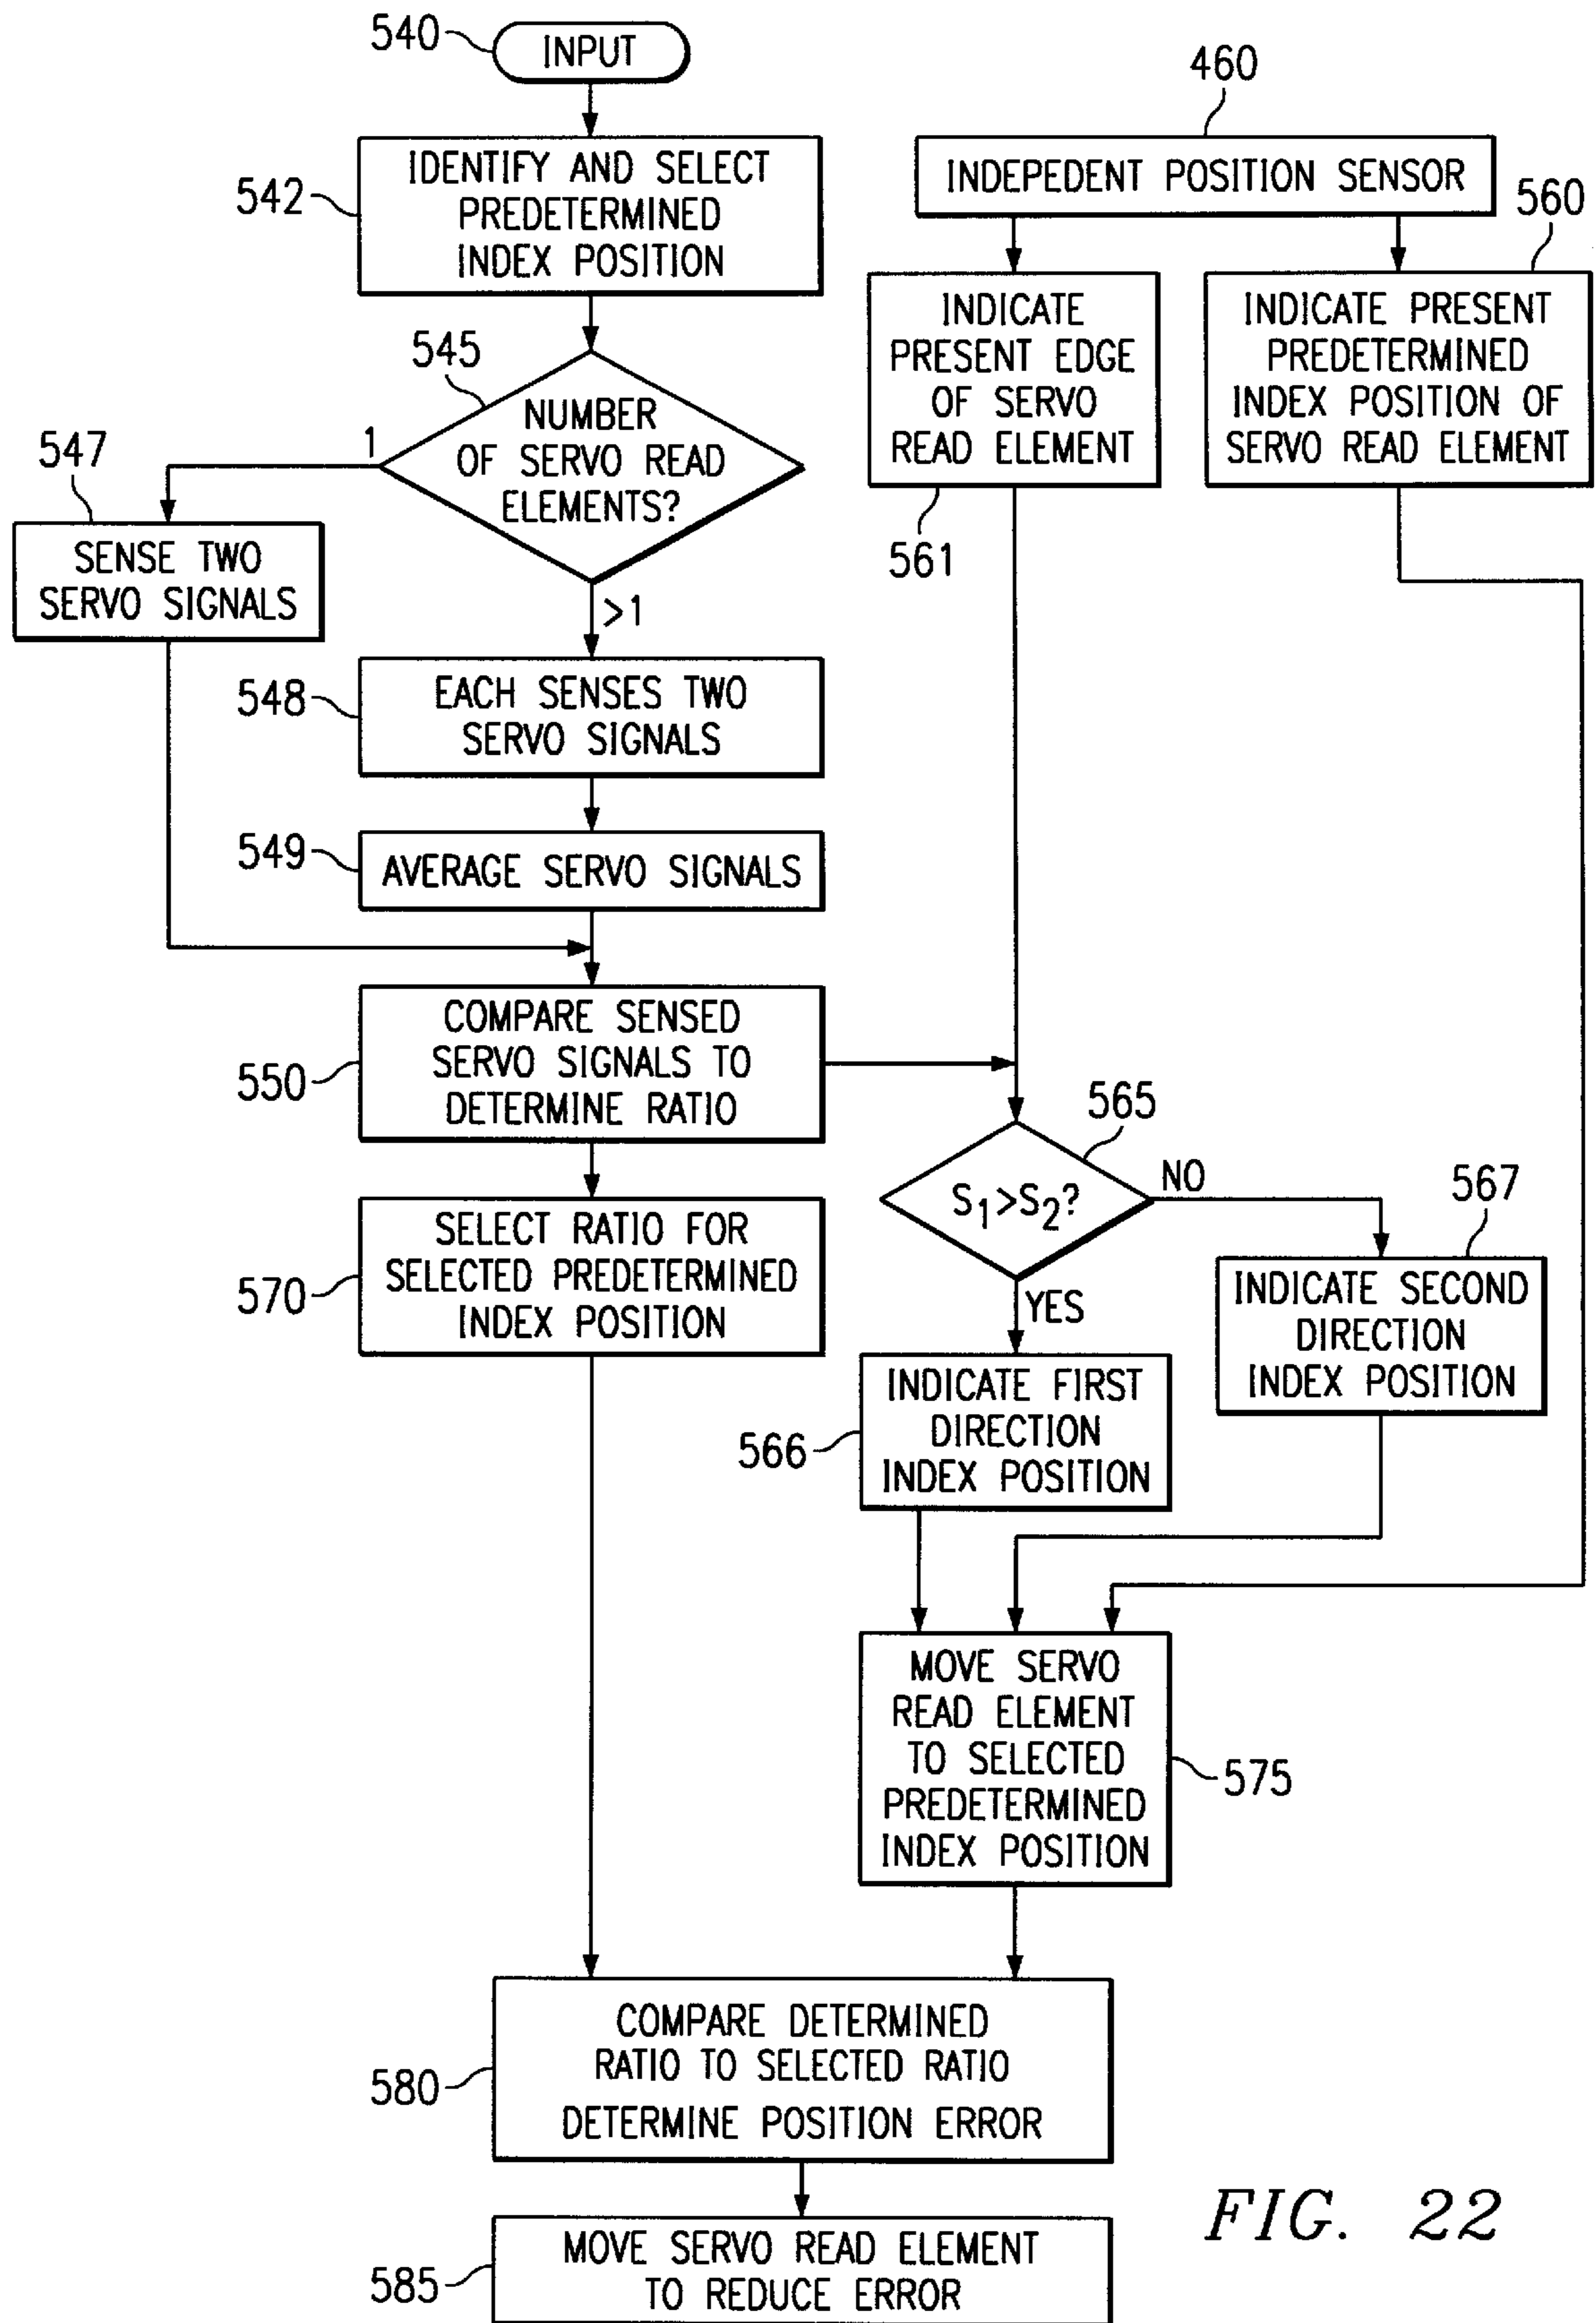 540
INPUT
460
542
IDENTIFY AND SELECT
PREDETERMINED
INDEX POSITION
INDEPEDENT POSITION SENSOR
560
545
NUMBER
OF SERVO READ
ELEMENTS?
1
>1
INDICATE
PRESENT EDGE
OF SERVO
READ ELEMENT
561
INDICATE PRESENT
PREDETERMINED
INDEX POSITION OF
SERVO READ ELEMENT
547
SENSE TWO
SERVO SIGNALS
548
EACH SENSES TWO
SERVO SIGNALS
549
AVERAGE SERVO SIGNALS
550
COMPARE SENSED
SERVO SIGNALS TO
DETERMINE RATIO
565
S1>S2?
NO
YES
567
INDICATE SECOND
DIRECTION
INDEX POSITION
570
SELECT RATIO FOR
SELECTED PREDETERMINED
INDEX POSITION
566
INDICATE FIRST
DIRECTION
INDEX POSITION
MOVE SERVO
READ ELEMENT
TO SELECTED
PREDETERMINED
INDEX POSITION
575
580
COMPARE DETERMINED
RATIO TO SELECTED RATIO
DETERMINE POSITION ERROR
585
MOVE SERVO READ ELEMENT
TO REDUCE ERROR
FIG. 22